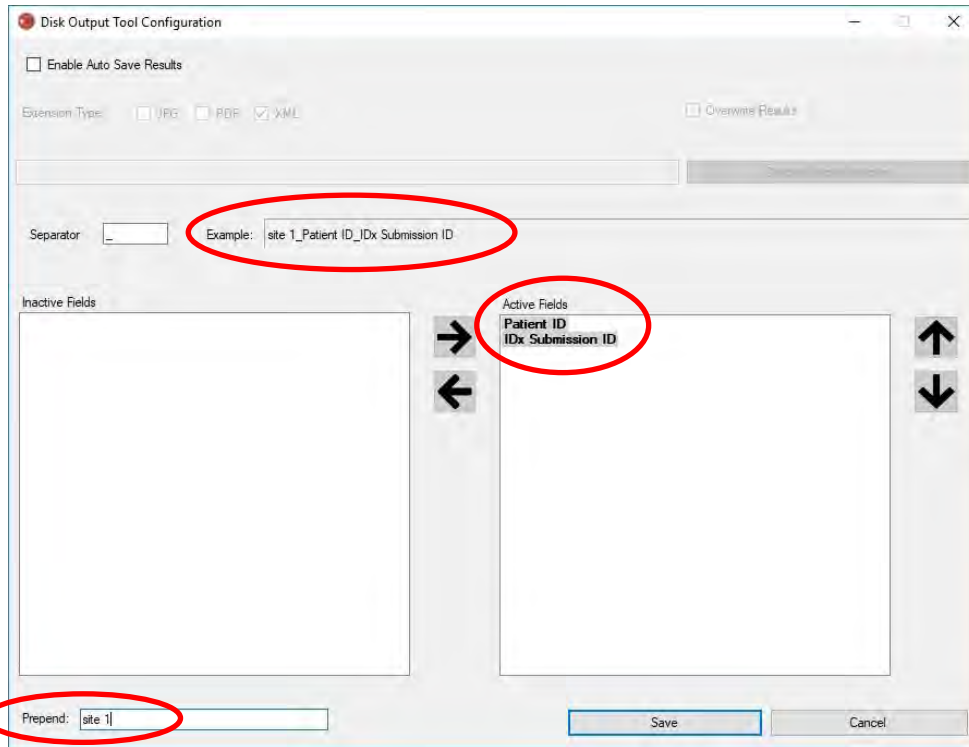 Disk Output Tool Configuration
Enable Auto Save Results
Extension Type: JPG PDF XML Overwrite Results
Separator _ Example: site 1_Patient ID_IDx Submission ID
Inactive Fields
Active Fields
Patient ID
IDx Submission ID
Prepend: site 1
Save Cancel